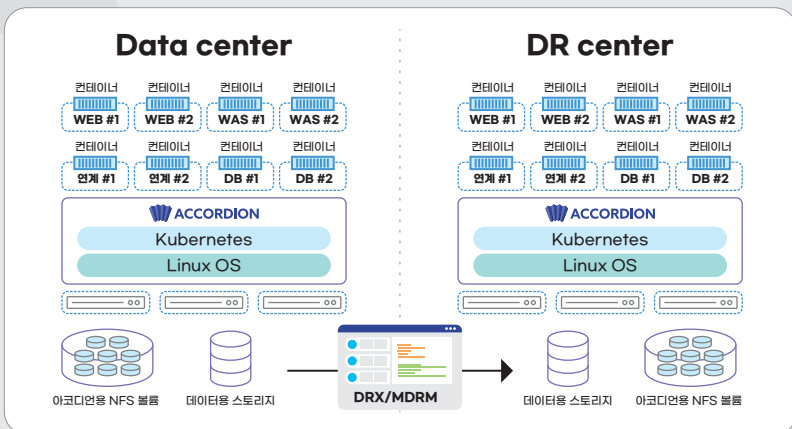 Data center
DR center
컨테이너 컨테이너 컨테이너 컨테이너
WEB #1 WEB #2 WAS #1 WAS #2
컨테이너 컨테이너 컨테이너 컨테이너
연계 #1 연계 #2 DB #1 DB #2
ACCORDION
Kubernetes
Linux OS
아코디언용 NFS 볼륨
데이터용 스토리지
DRX/MDRM
컨테이너 컨테이너 컨테이너 컨테이너
WEB #1 WEB #2 WAS #1 WAS #2
컨테이너 컨테이너 컨테이너 컨테이너
연계 #1 연계 #2 DB #1 DB #2
ACCORDION
Kubernetes
Linux OS
데이터용 스토리지
아코디언용 NFS 볼륨